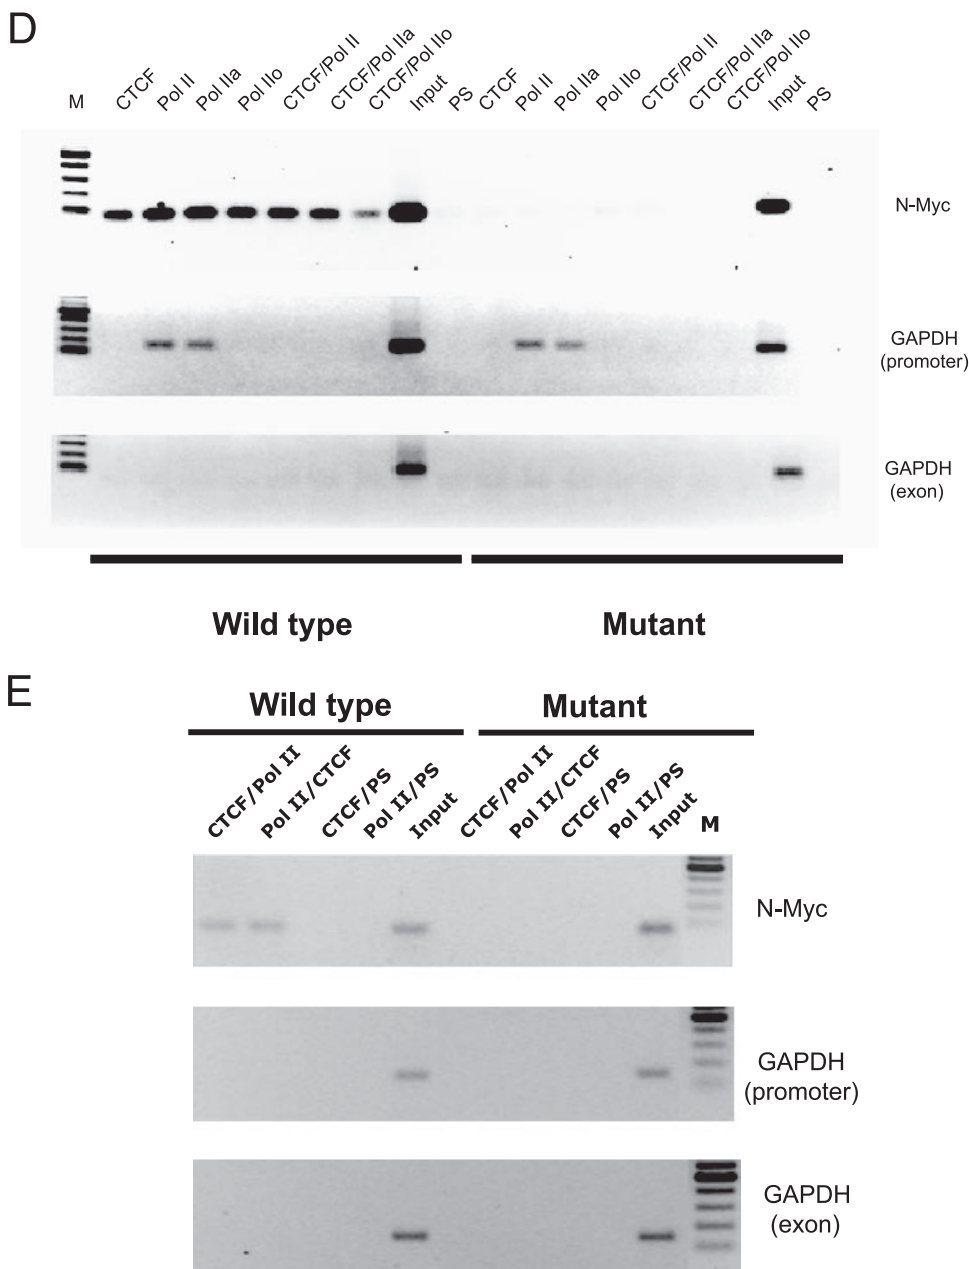 D
M CTCF Pol II Pol IIa Pol IIo CTCF/Pol II CTCF/Pol IIa CTCF/Pol IIo Input PS CTCF Pol II Pol IIa Pol IIo CTCF/Pol II CTCF/Pol IIa CTCF/Pol IIo Input PS
N-Myc
GAPDH
(promoter)
GAPDH
(exon)
Wild type Mutant
E
Wild type Mutant
CTCF/Pol II Pol II/CTCF CTCF/PS Pol II/PS Input CTCF/Pol II Pol II/CTCF CTCF/PS Pol II/PS Input M
N-Myc
GAPDH
(promoter)
GAPDH
(exon)